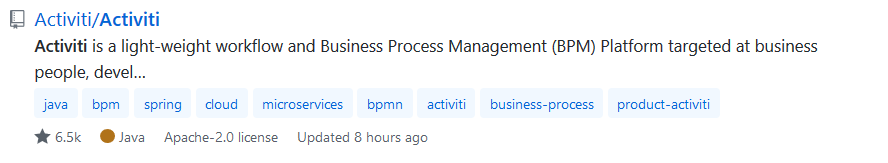 Activiti/Activiti
Activiti is a light-weight workflow and Business Process Management (BPM) Platform targeted at business
people, devel...
java bpm spring cloud microservices bpmn activiti business-process product-activiti
6.5k Java Apache-2.0 license Updated 8 hours ago